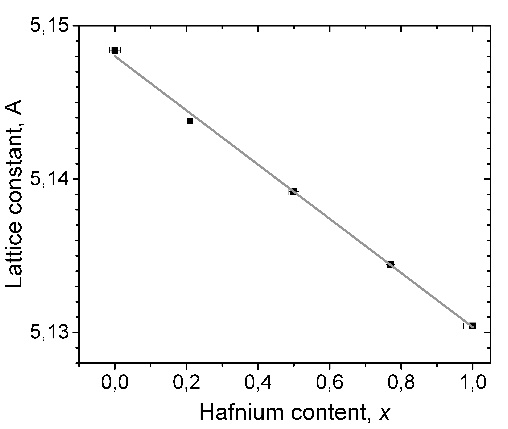 5,15
5,14
5,13
Lattice constant, A
0,0 0,2 0,4 0,6 0,8 1,0
Hafnium content, x